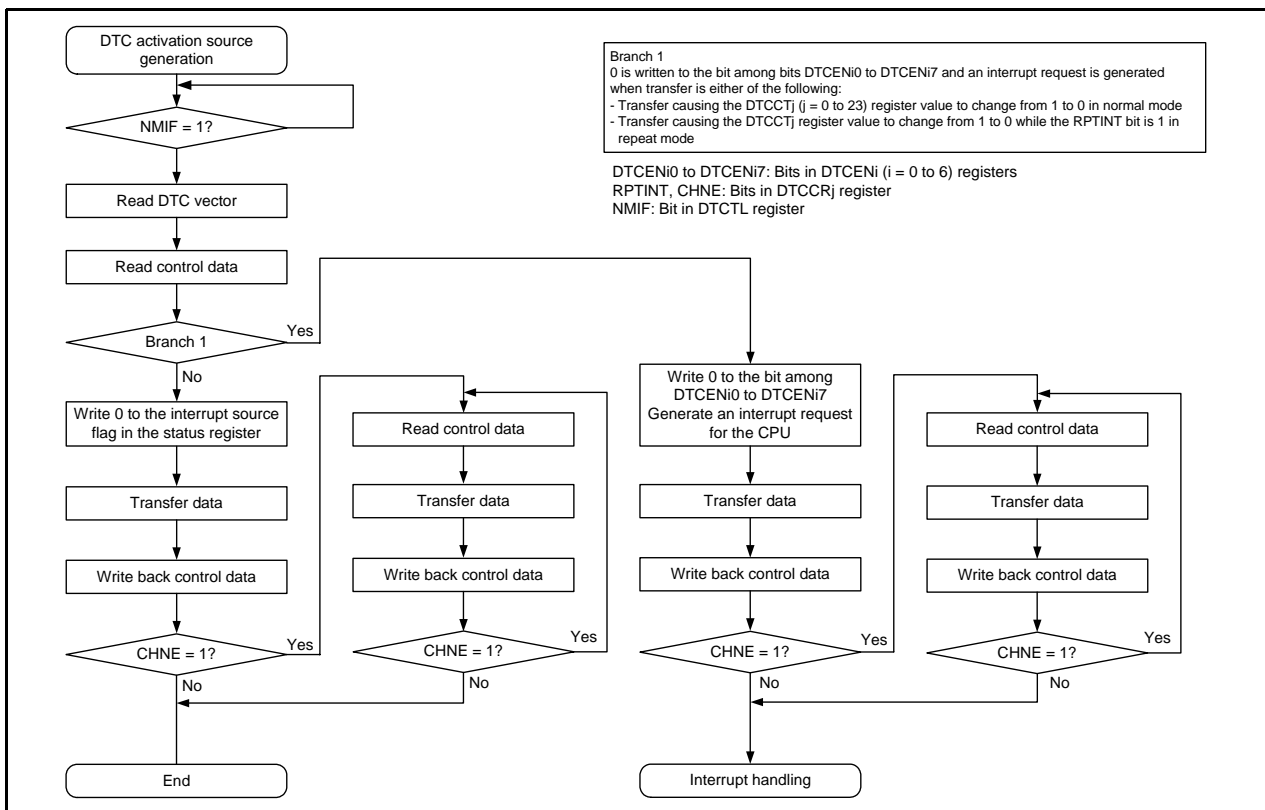 DTC activation source
generation
NMIF = 1?
Read DTC vector
Read control data
Branch 1
Yes
No
Write 0 to the interrupt source
flag in the status register
Transfer data
Write back control data
CHNE = 1?
Yes
No
End
Read control data
Transfer data
Write back control data
CHNE = 1?
Yes
No
Branch 1
0 is written to the bit among bits DTCENi0 to DTCENi7 and an interrupt request is generated
when transfer is either of the following:
- Transfer causing the DTCCTj (j = 0 to 23) register value to change from 1 to 0 in normal mode
- Transfer causing the DTCCTj register value to change from 1 to 0 while the RPTINT bit is 1 in
repeat mode
DTCENi0 to DTCENi7: Bits in DTCENi (i = 0 to 6) registers
RPTINT, CHNE: Bits in DTCCRj register
NMIF: Bit in DTCTL register
Write 0 to the bit among
DTCENi0 to DTCENi7
Generate an interrupt request
for the CPU
Transfer data
Write back control data
CHNE = 1?
Yes
No
Interrupt handling
Read control data
Transfer data
Write back control data
CHNE = 1?
Yes
No